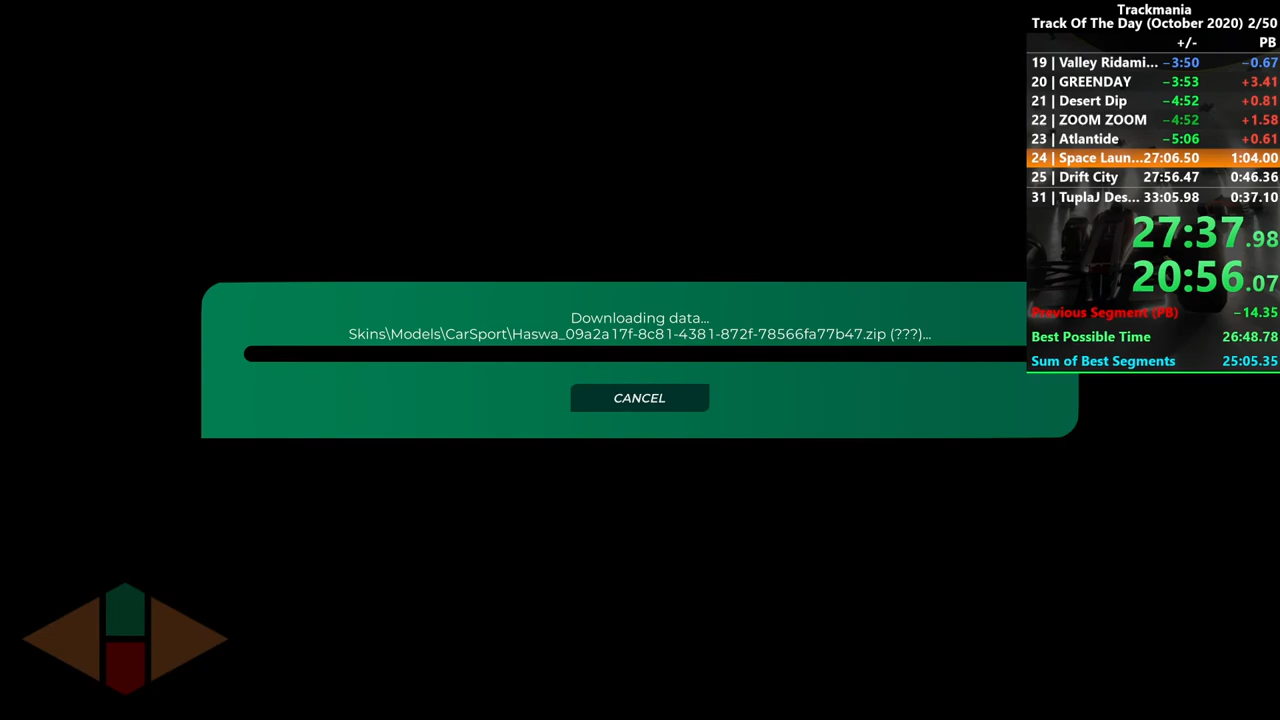 Trackmania
Track Of The Day (October 2020) 2/50
+/- PB
19 | Valley Ridami... −3:50 −0.67
20 | GREENDAY −3:53 +3.41
21 | Desert Dip −4:52 +0.81
22 | ZOOM ZOOM −4:52 +1.58
23 | Atlantide −5:06 +0.61
24 | Space Laun... 27:06.50 1:04.00
25 | Drift City 27:56.47 0:46.36
31 | TuplaJ Des... 33:05.98 0:37.10
27:37.98
20:56.07
Previous Segment (PB) −14.35
Best Possible Time 26:48.78
Sum of Best Segments 25:05.35
Downloading data...
Skins\Models\CarSport\Haswa_09a2a17f-8c81-4381-872f-78566fa77b47.zip (???)...
CANCEL